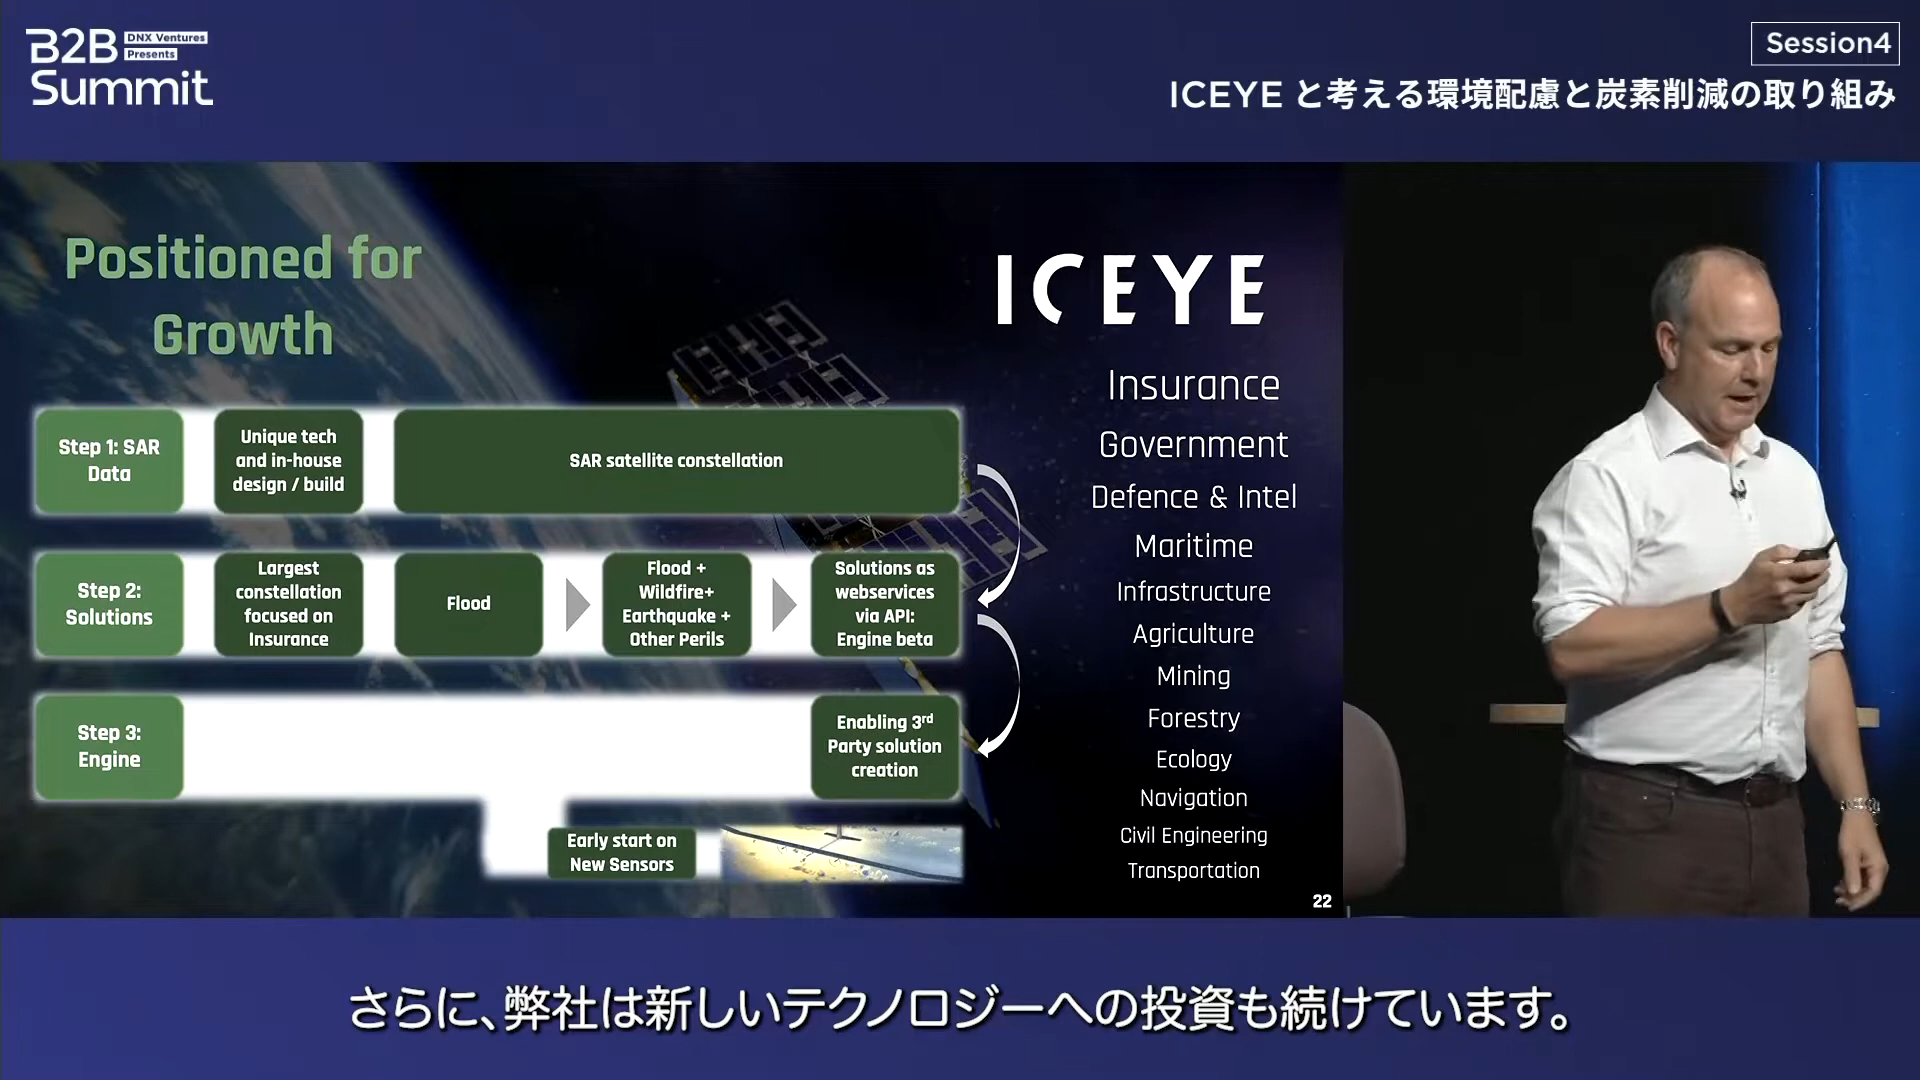 B2B DNX Ventures
Presents
Summit
Session4
ICEYE と考える環境配慮と炭素削減の取り組み
Positioned for
Growth
Step 1: SAR
Data
Unique tech
and in-house
design / build
SAR satellite constellation
Step 2:
Solutions
Largest
constellation
focused on
Insurance
Flood
Flood +
Wildfire+
Earthquake +
Other Perils
Solutions as
webservices
via API:
Engine beta
Step 3:
Engine
Enabling 3rd
Party solution
creation
Early start on
New Sensors
ICEYE
Insurance
Government
Defence & Intel
Maritime
Infrastructure
Agriculture
Mining
Forestry
Ecology
Navigation
Civil Engineering
Transportation
22
さらに、弊社は新しいテクノロジーへの投資も続けています。